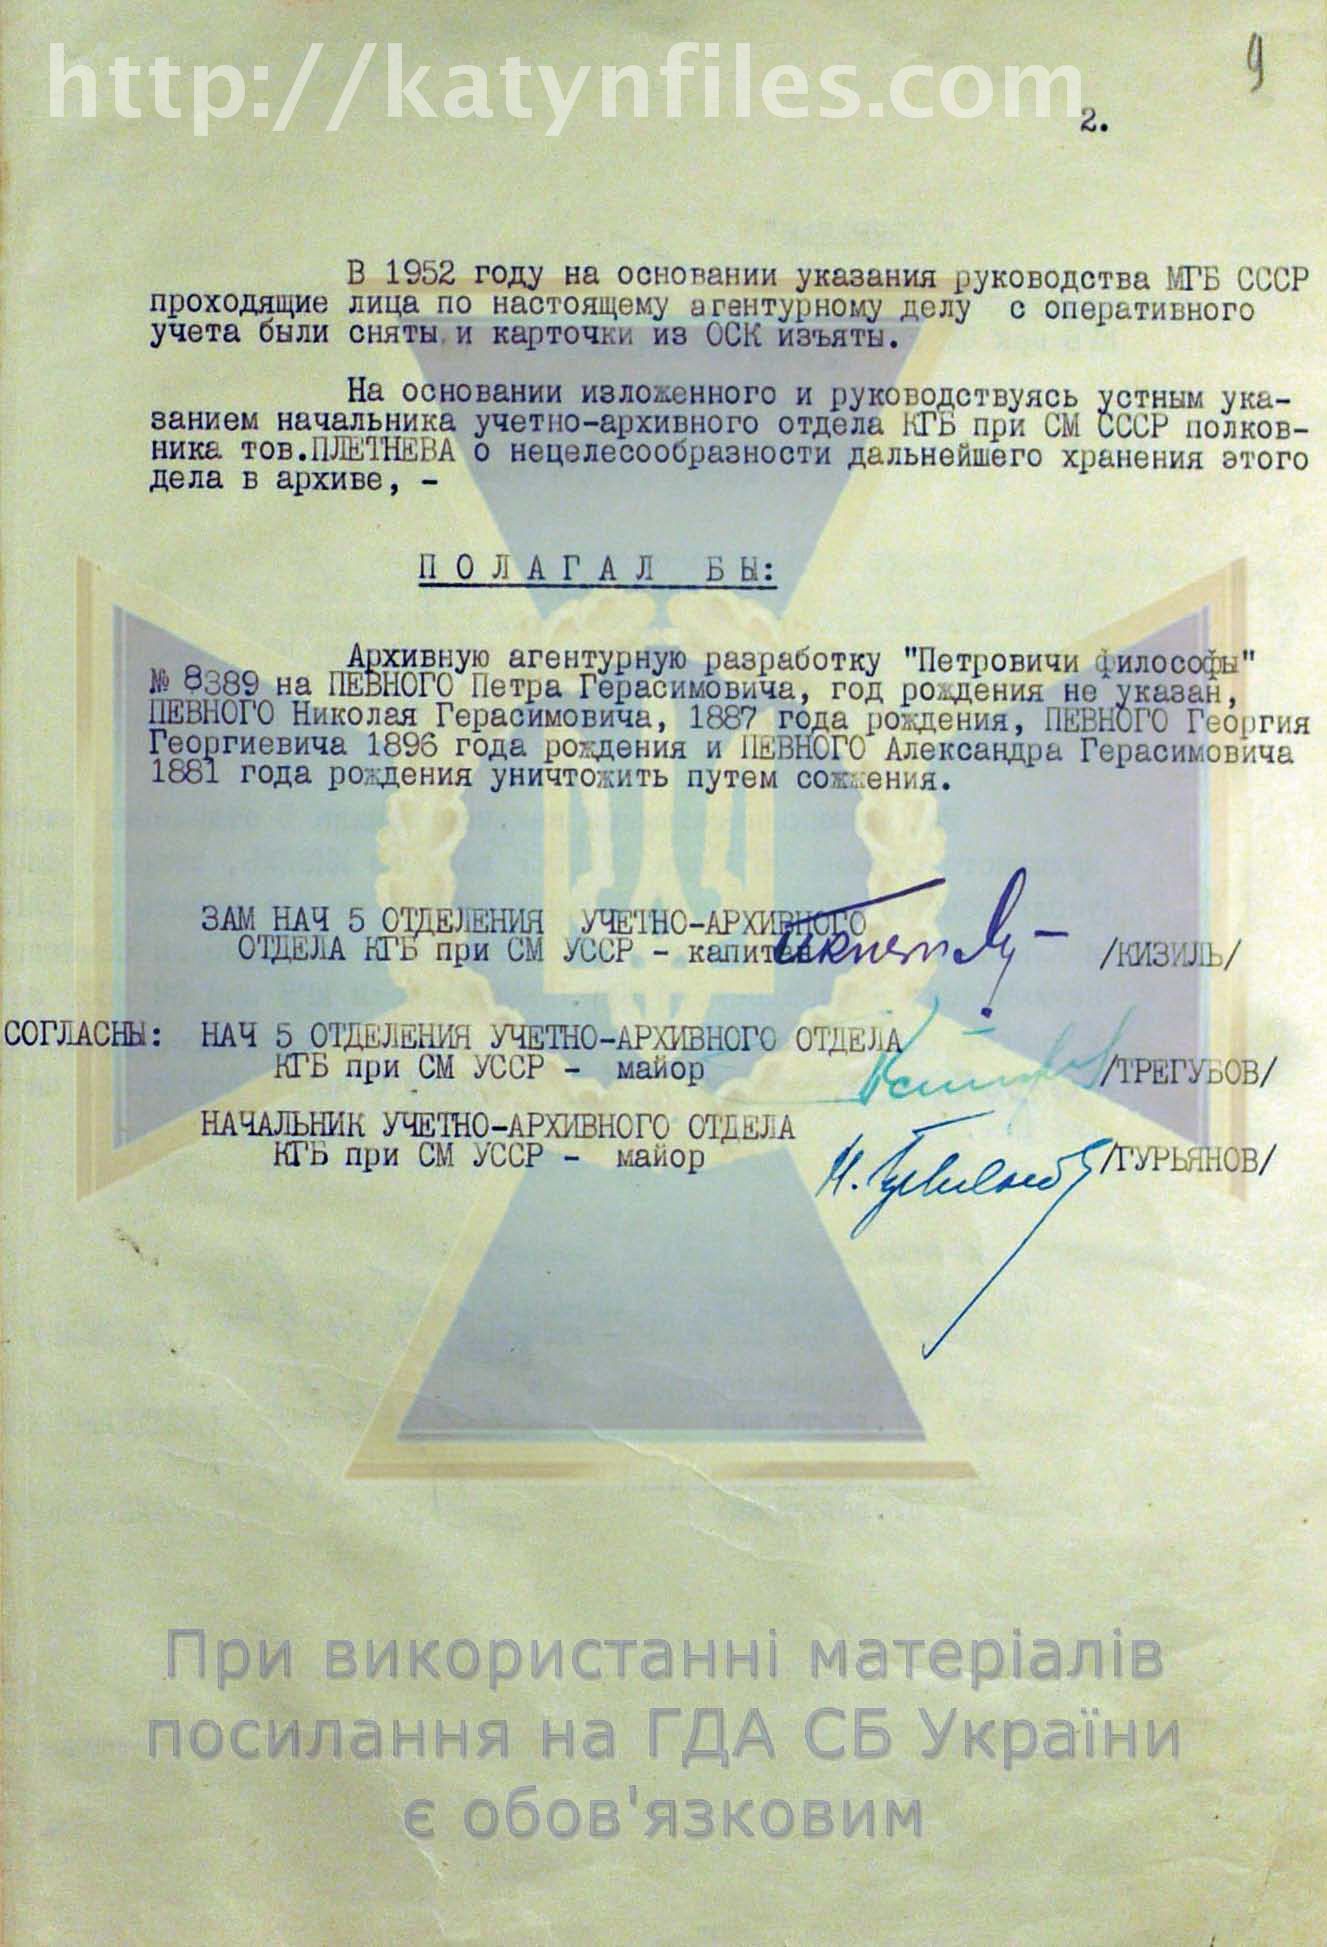 http://katynfiles.com
9
2.
В 1952 году на основании указания руководства МГБ СССР
проходящие лица по настоящему агентурному делу с оперативного
учета были сняты и карточки из ОСК изъяты.
На основании изложенного и руководствуясь устным ука-
занием начальника учетно-архивного отдела КГБ при СМ СССР полков-
ника тов.ПЛЕТНЕВА о нецелесообразности дальнейшего хранения этого
дела в архиве, -
ПОЛАГАЛ БЫ:
Архивную агентурную разработку "Петровичи философы"
№ 8389 на ПЕВНОГО Петра Герасимовича, год рождения не указан,
ПЕВНОГО Николая Герасимовича, 1887 года рождения, ПЕВНОГО Георгия
Георгиевича 1896 года рождения и ПЕВНОГО Александра Герасимовича
1881 года рождения уничтожить путем сожжения.
ЗАМ НАЧ 5 ОТДЕЛЕНИЯ УЧЕТНО-АРХИВНОГО
ОТДЕЛА КГБ при СМ УССР - капитан /КИЗИЛЬ/
СОГЛАСНЫ: НАЧ 5 ОТДЕЛЕНИЯ УЧЕТНО-АРХИВНОГО ОТДЕЛА
КГБ при СМ УССР - майор /ТРЕГУБОВ/
НАЧАЛЬНИК УЧЕТНО-АРХИВНОГО ОТДЕЛА
КГБ при СМ УССР - майор /ГУРЬЯНОВ/
При використанні матеріалів
посилання на ГДА СБ України
є обов'язковим